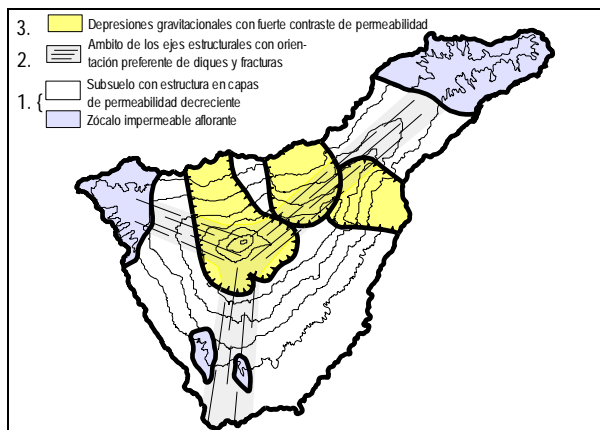 3. Depresiones gravitacionales con fuerte contraste de permeabilidad
2. Ambito de los ejes estructurales con orien-
tación preferente de diques y fracturas
1. { Subsuelo con estructura en capas
de permeabilidad decreciente
Zócalo impermeable aflorante